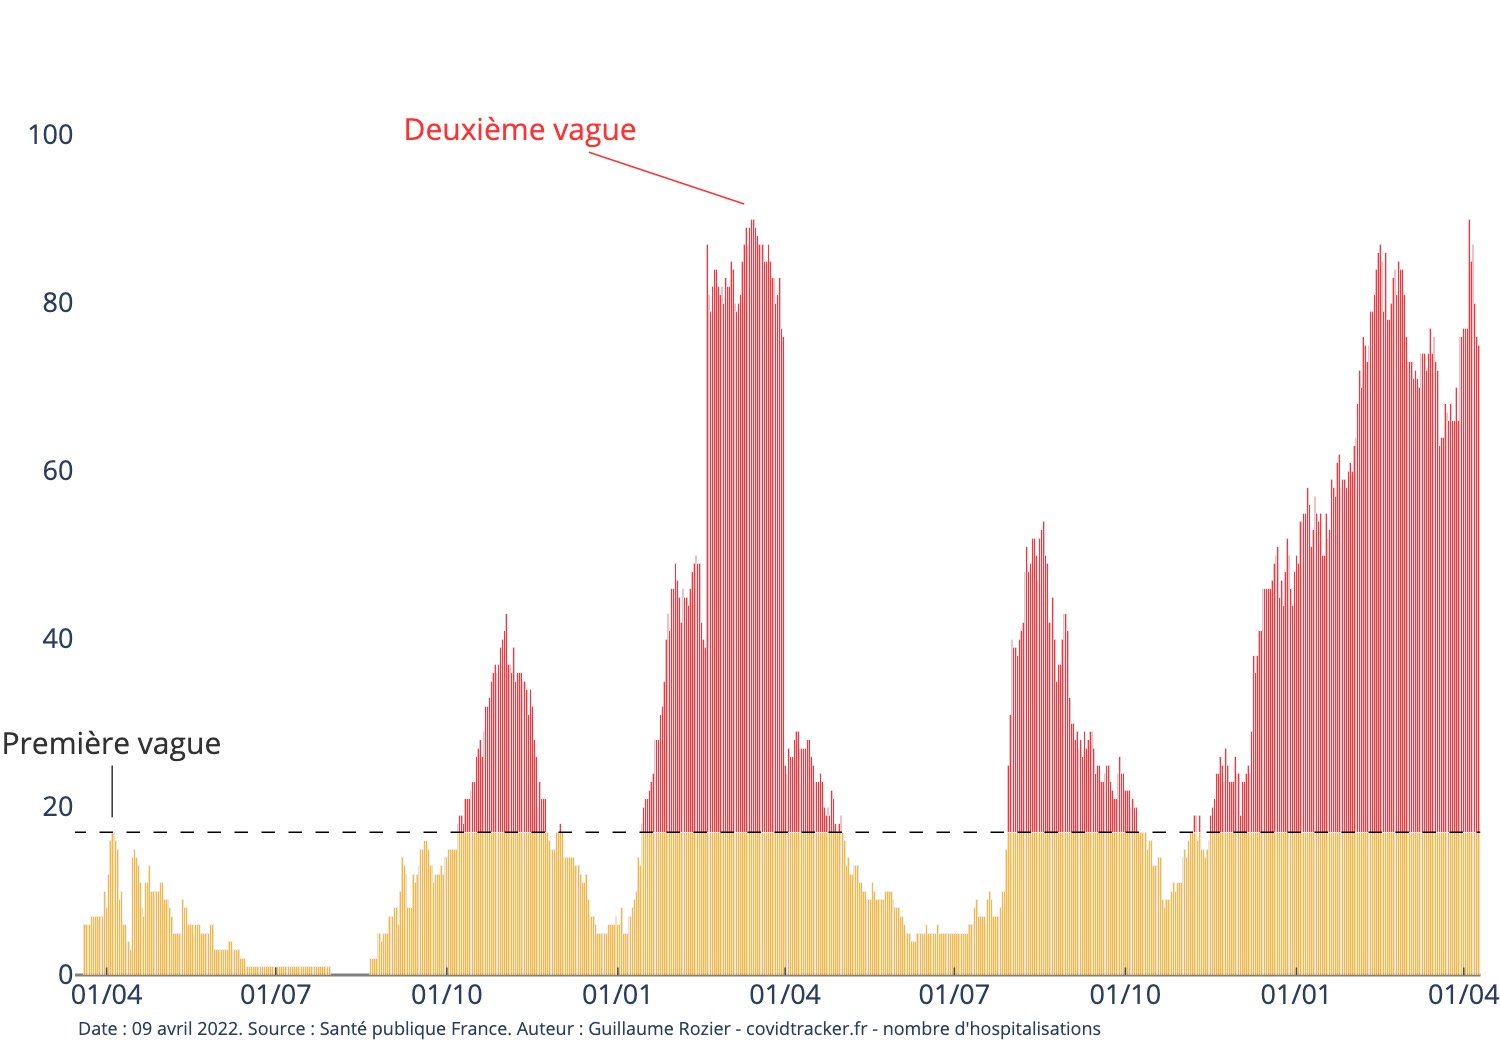 Deuxième vague
100
80
60
40
Première vague
20
0
01/04 01/07 01/10 01/01 01/04 01/07 01/10 01/01 01/04
Date : 09 avril 2022. Source : Santé publique France. Auteur : Guillaume Rozier - covidtracker.fr - nombre d'hospitalisations